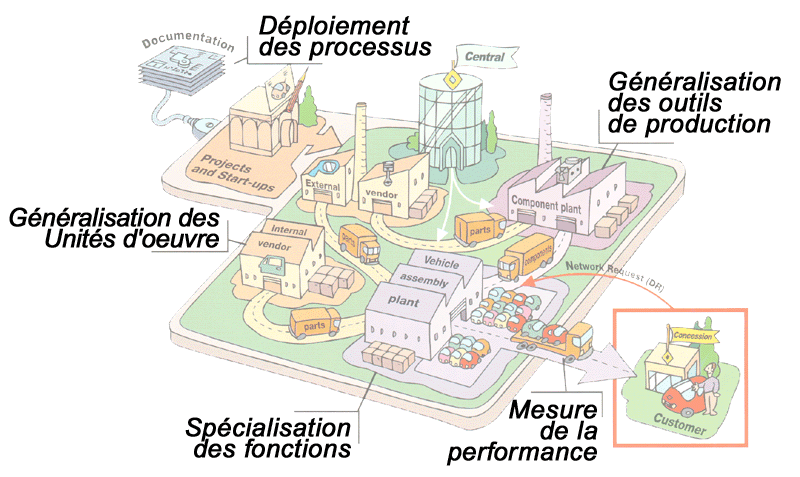 Documentation
Déploiement
des processus
Central
Généralisation
des outils
de production
Projects
and Start-ups
External
vendor
Component plant
Généralisation des
Unités d'oeuvre
Internal
vendor
parts
parts
components
Vehicle
assembly
plant
Network Request (DR)
parts
Concession
Customer
Spécialisation
des fonctions
Mesure
de la
performance